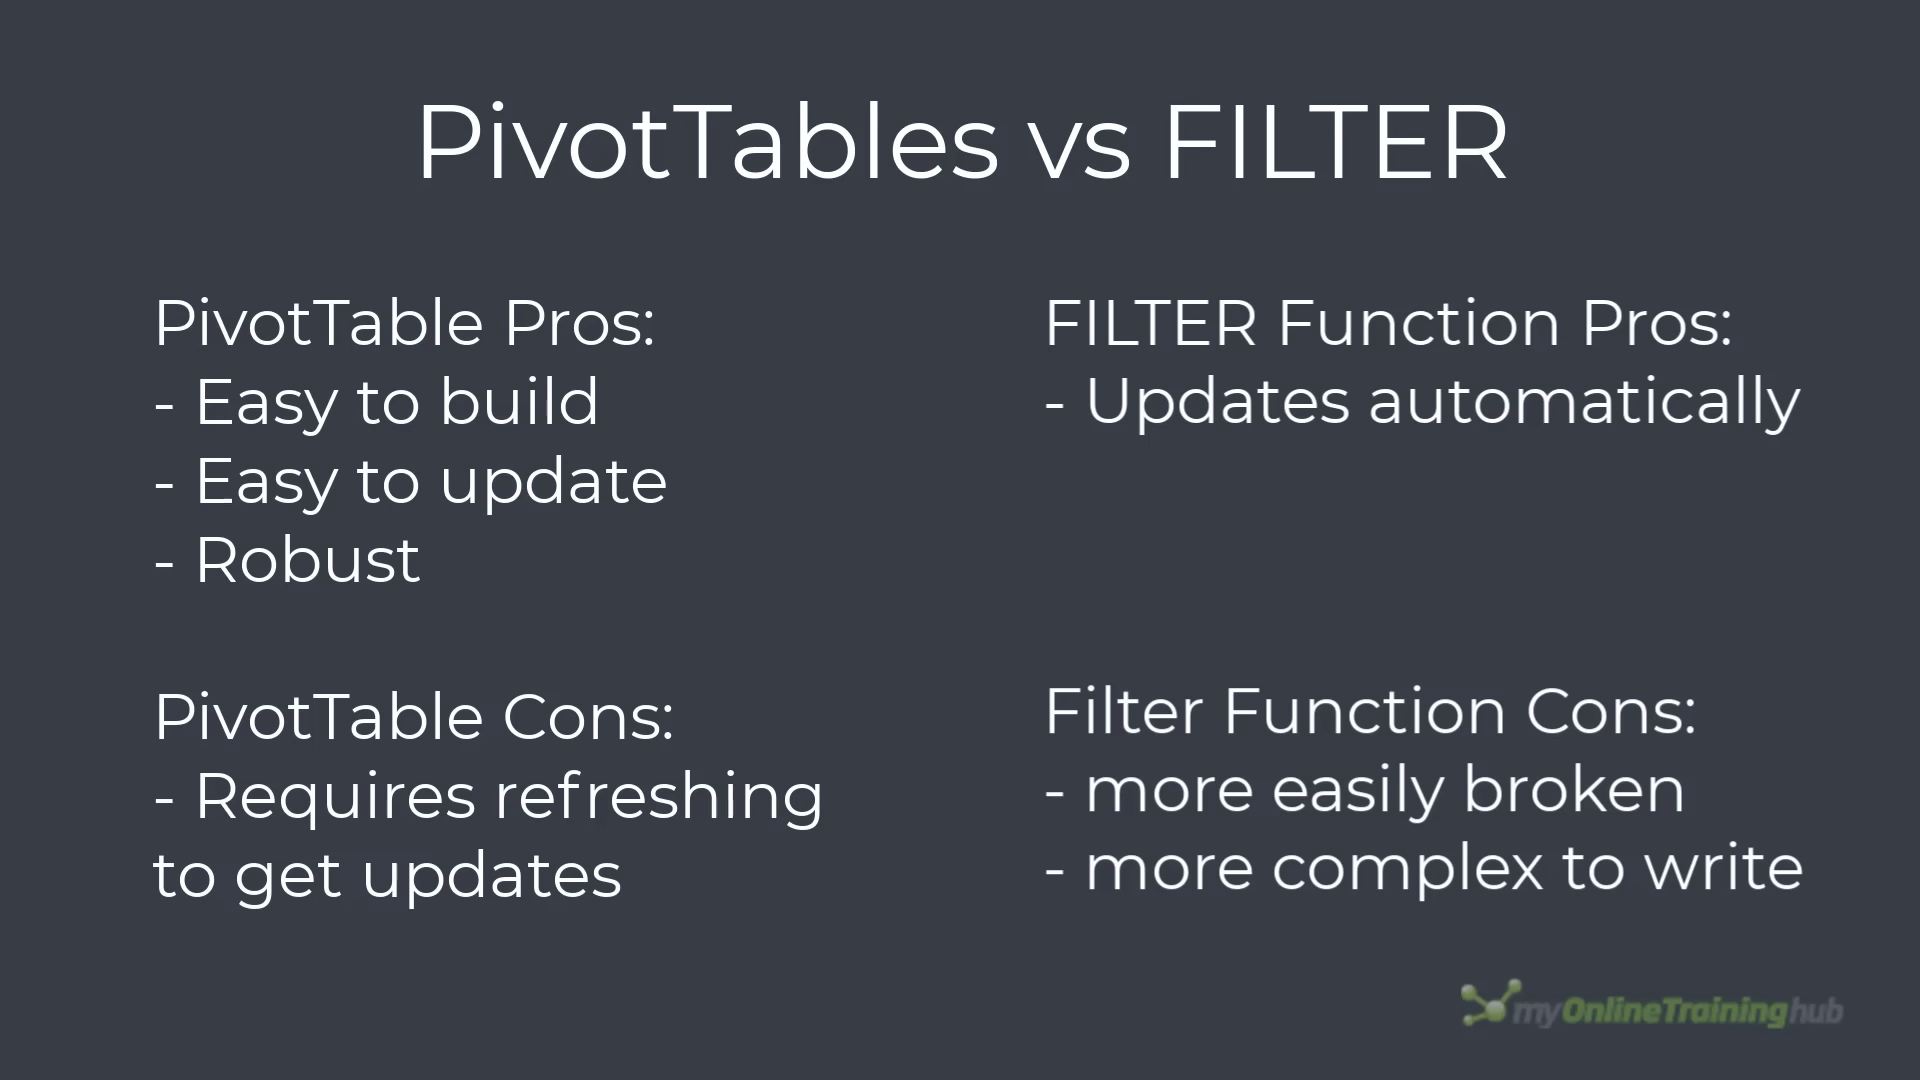 PivotTables vs FILTER
PivotTable Pros:
- Easy to build
- Easy to update
- Robust
PivotTable Cons:
- Requires refreshing
to get updates
FILTER Function Pros:
- Updates automatically
Filter Function Cons:
- more easily broken
- more complex to write
myOnlineTraininghub